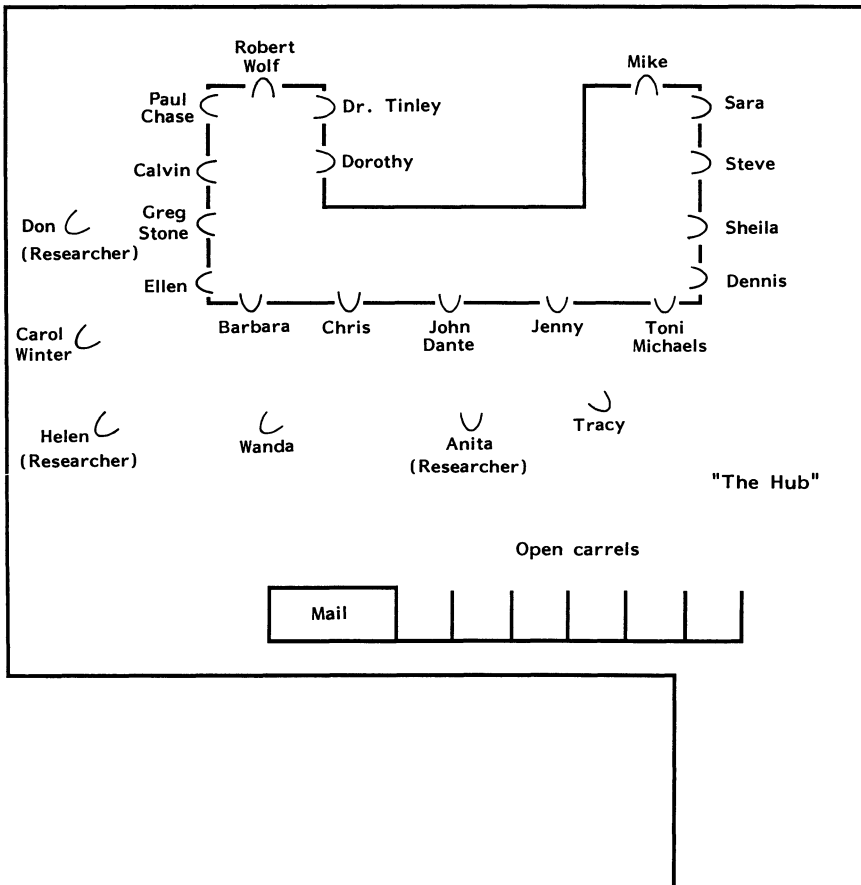 Robert
Wolf
Mike
Paul
Chase
Dr. Tinley
Sara
Calvin
Dorothy
Steve
Greg
Stone
Don
(Researcher)
Sheila
Ellen
Dennis
Barbara
Chris
John
Dante
Jenny
Toni
Michaels
Carol
Winter
Helen
(Researcher)
Wanda
Anita
(Researcher)
Tracy
"The Hub"
Open carrels
Mail